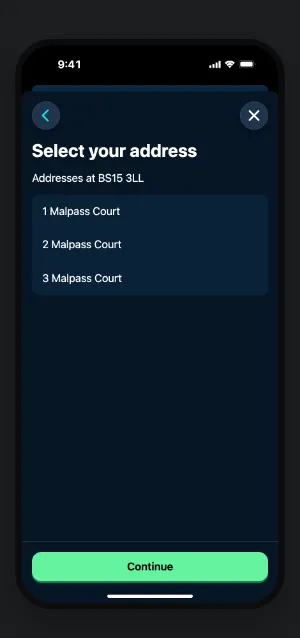 9:41
Select your address
Addresses at BS15 3LL
1 Malpass Court
2 Malpass Court
3 Malpass Court
Continue